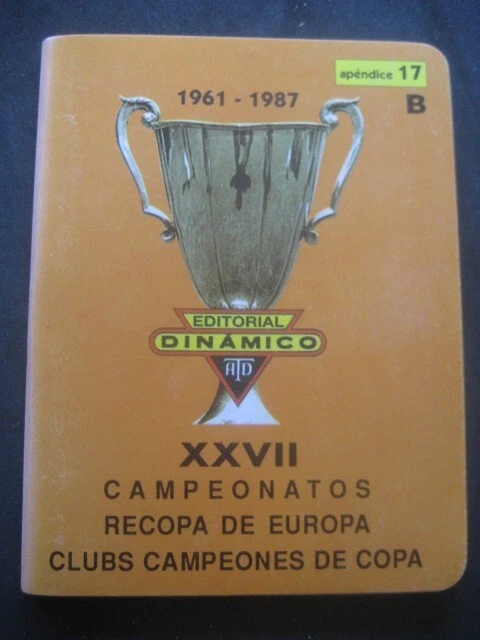 apéndice 17
B
1961 - 1987
EDITORIAL
DINÁMICO
ATD
XXVII
CAMPEONATOS
RECOPA DE EUROPA
CLUBS CAMPEONES DE COPA